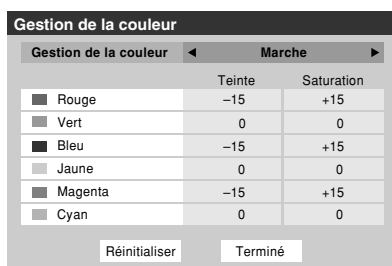 Gestion de la couleur
Gestion de la couleur ◀ Marche ▶
Teinte Saturation
Rouge −15 +15
Vert 0 0
Bleu −15 +15
Jaune 0 0
Magenta −15 +15
Cyan 0 0
Réinitialiser Terminé